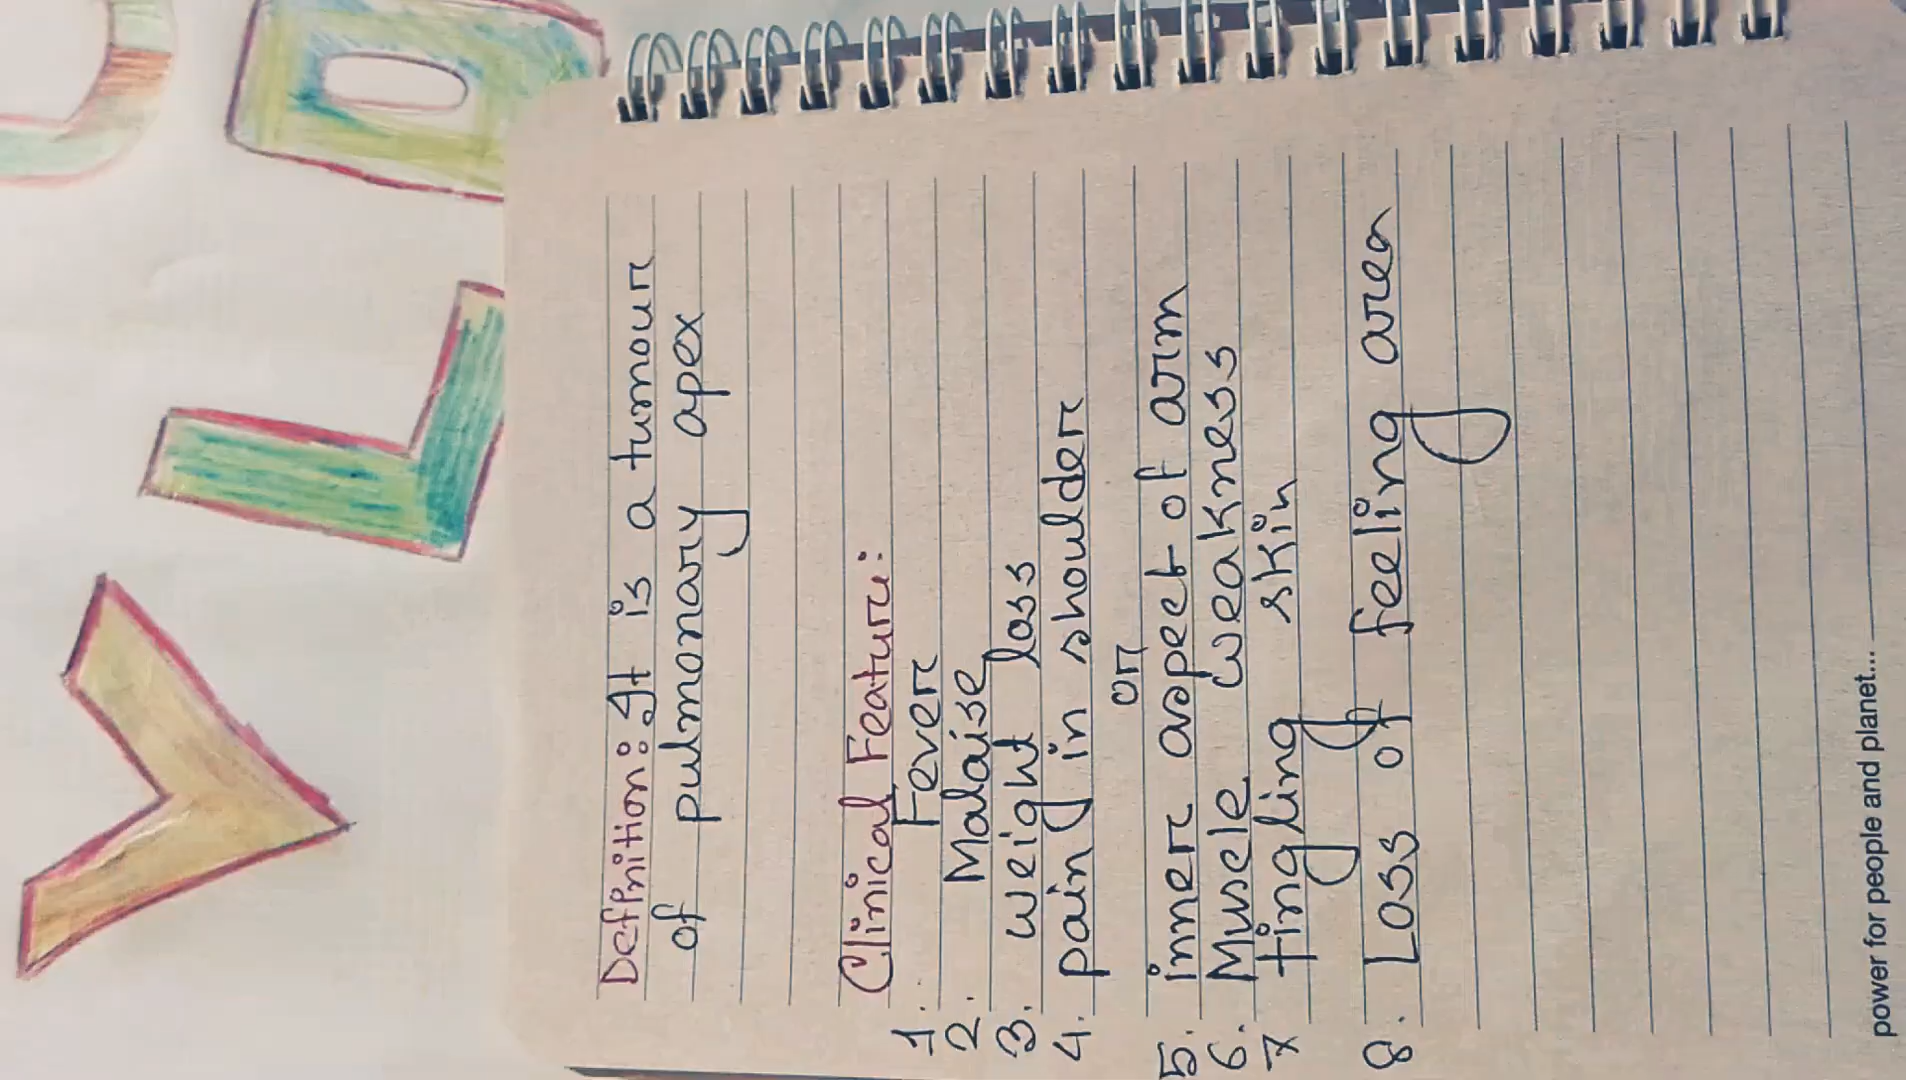 Definition: It is a tumour
of pulmonary apex
Clinical Feature:
1. Fever
2. Malaise
3. weight loss
4. pain in shoulder
or
5. inner aspect of arm
6. Muscle weakness
7 tingling skin
8. Loss of feeling area
power for people and planet...